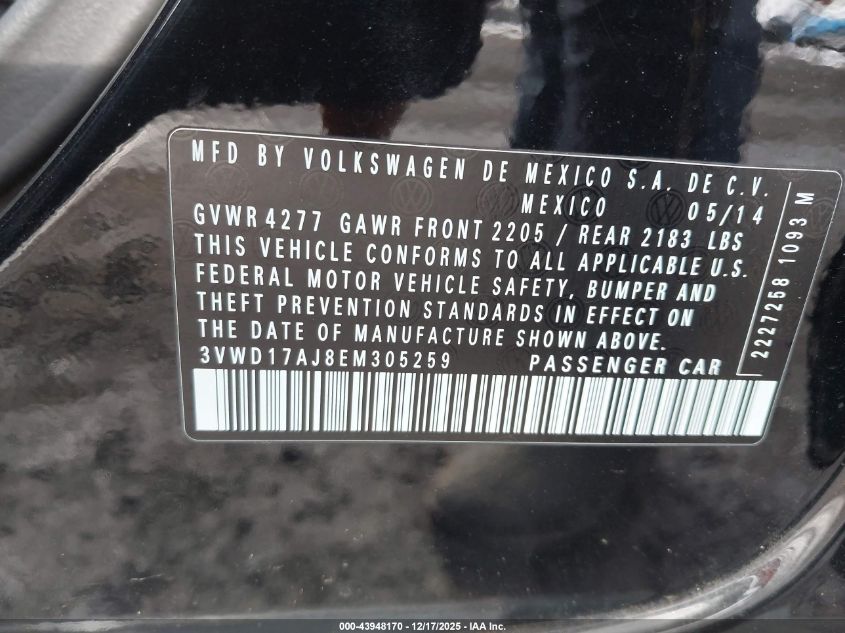 MFD BY VOLKSWAGEN DE MEXICO S.A. DE C.V.
MEXICO 05/14
GVWR 4277 GAWR FRONT 2205 / REAR 2183 LBS
THIS VEHICLE CONFORMS TO ALL APPLICABLE U.S.
FEDERAL MOTOR VEHICLE SAFETY, BUMPER AND
THEFT PREVENTION STANDARDS IN EFFECT ON
THE DATE OF MANUFACTURE SHOWN ABOVE.
3VWD17AJ8EM305259 PASSENGER CAR
2227268 1093 M
000-43948170 - 12/17/2025 - IAA Inc.